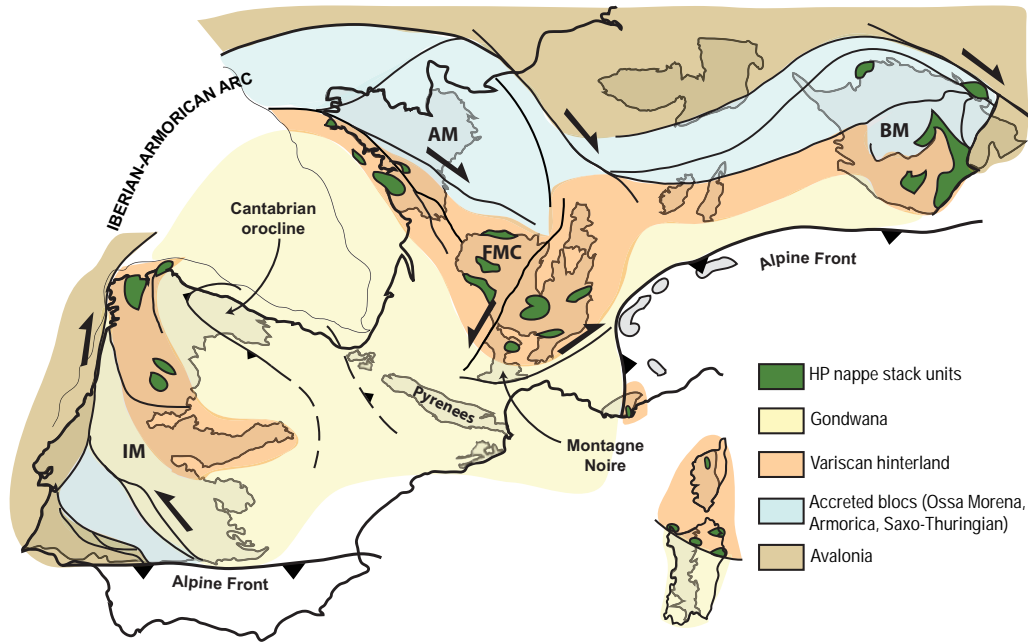 IBERIAN-ARMORICAN ARC
AM
BM
Cantabrian
orocline
FMC
Alpine Front
Pyrenees
Montagne
Noire
IM
Alpine Front
HP nappe stack units
Gondwana
Variscan hinterland
Accreted blocs (Ossa Morena,
Armorica, Saxo-Thuringian)
Avalonia